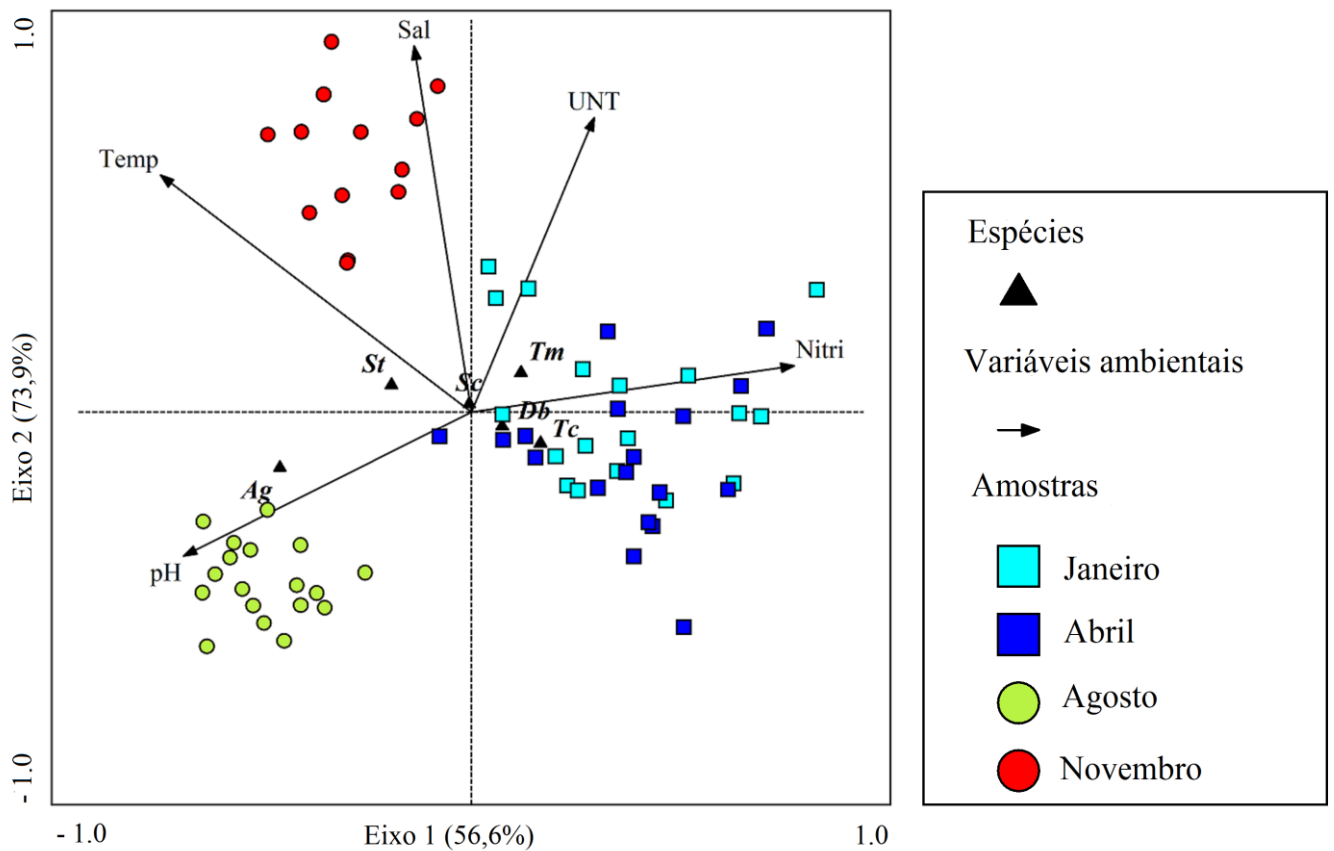 1.0
Sal
UNT
Temp
Nitri
St
Sc
Tm
Db
Tc
Ag
pH
Eixo 2 (73,9%)
- 1.0
- 1.0
Eixo 1 (56,6%)
1.0
Espécies
Variáveis ambientais
Amostras
Janeiro
Abril
Agosto
Novembro